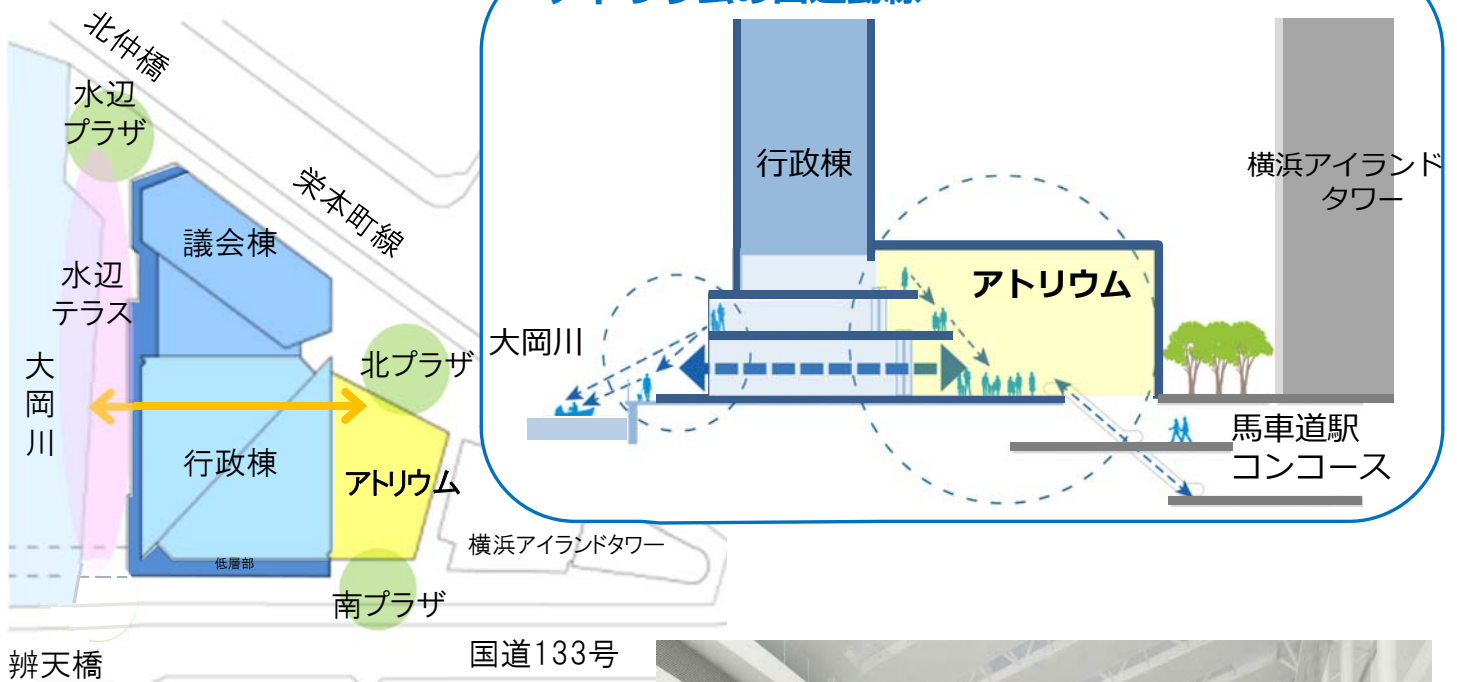 北仲橋
水辺
プラザ
栄本町線
議会棟
水辺
テラス
大
岡
川
北プラザ
行政棟
アトリウム
横浜アイランドタワー
低層部
南プラザ
国道133号
辨天橋
行政棟
横浜アイランド
タワー
アトリウム
大岡川
馬車道駅
コンコース